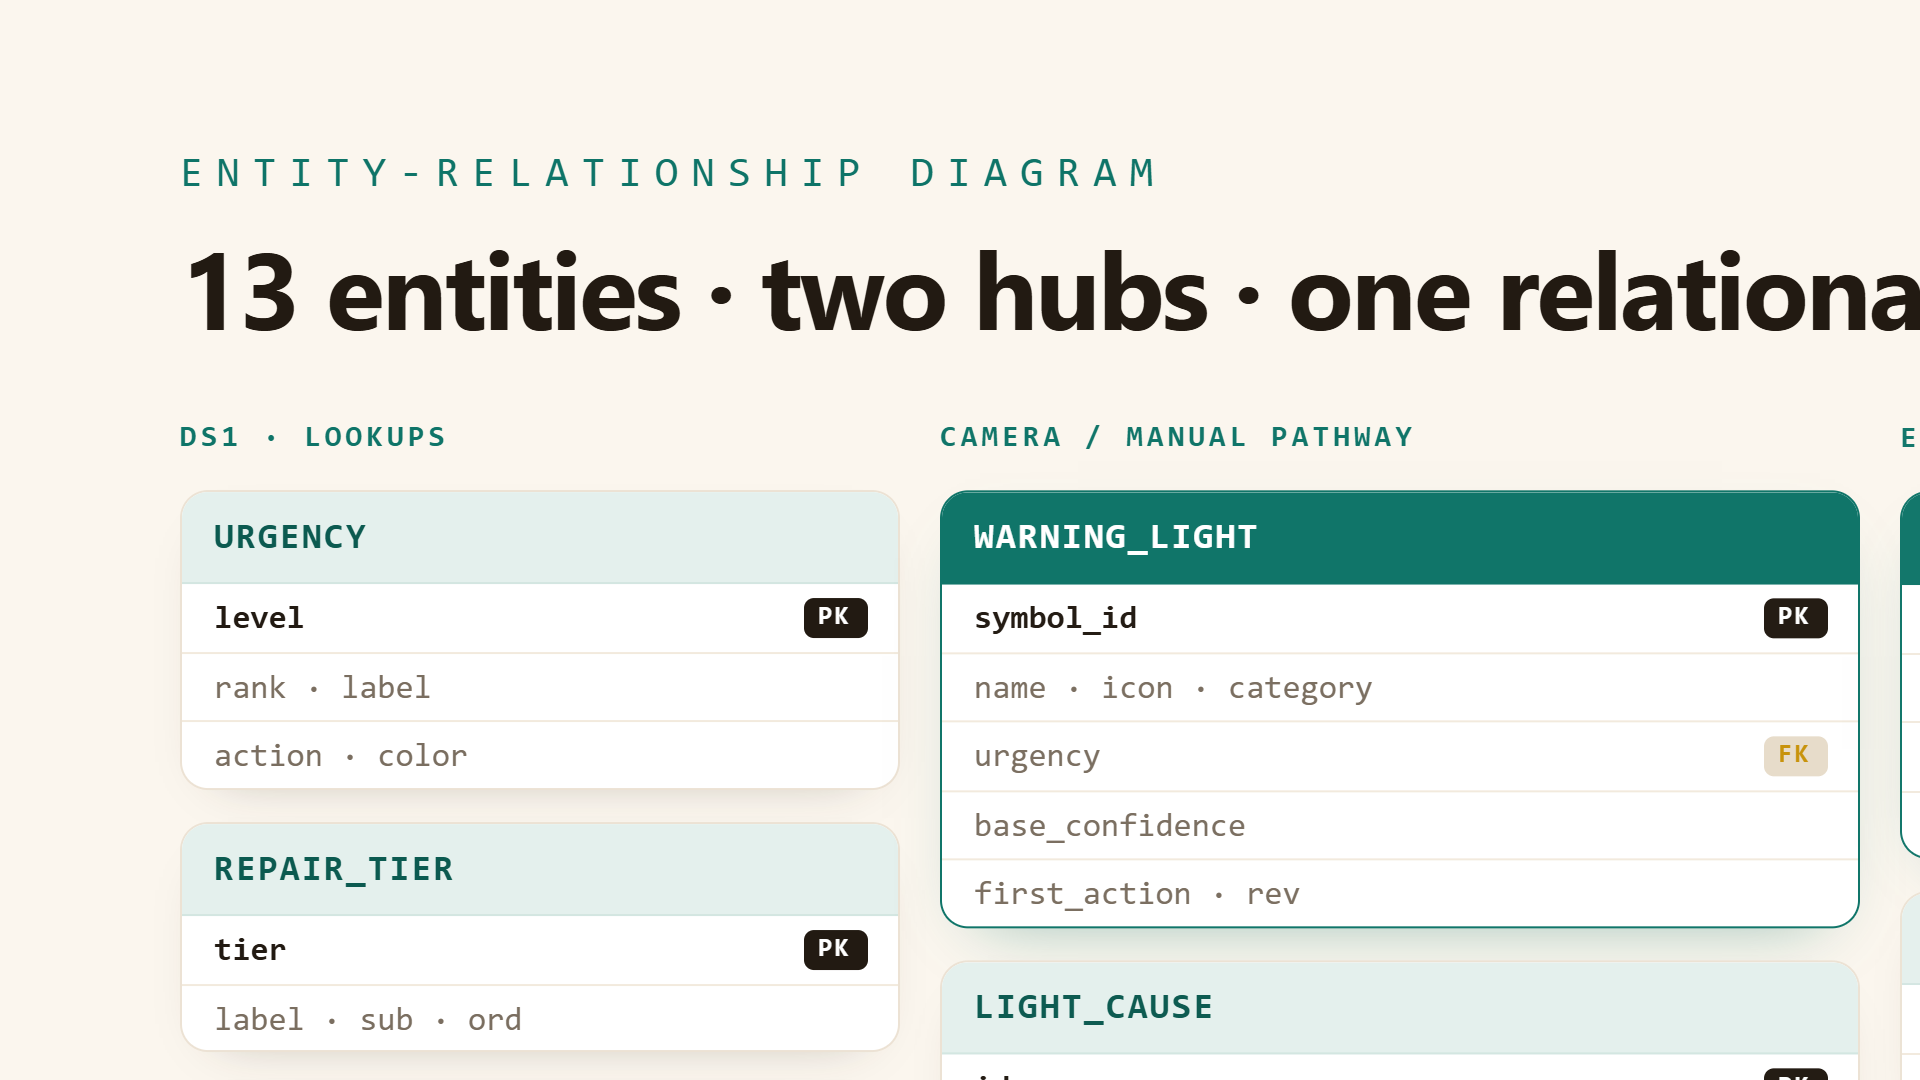 ENTITY-RELATIONSHIP DIAGRAM
13 entities · two hubs · one
DS1 · LOOKUPS
URGENCY
level PK
rank · label
action · color
REPAIR_TIER
tier PK
label · sub · ord
CAMERA / MANUAL PATHWAY
WARNING_LIGHT
symbol_id PK
name · icon · category
urgency FK
base_confidence
first_action · rev
LIGHT_CAUSE